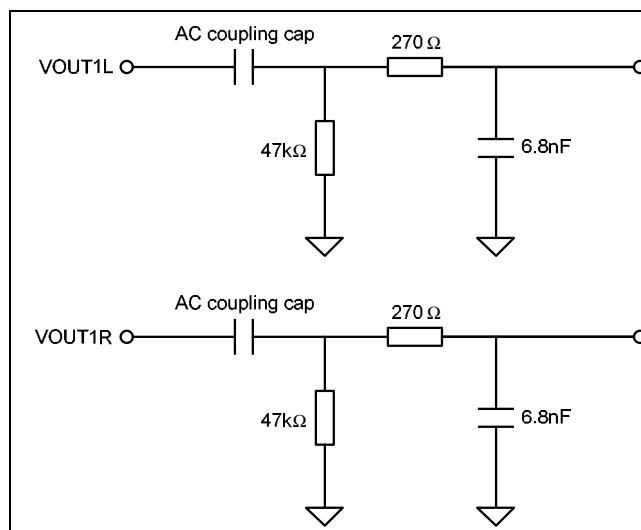 AC coupling cap
270 Ω
VOUT1L
47kΩ
6.8nF
AC coupling cap
270 Ω
VOUT1R
47kΩ
6.8nF